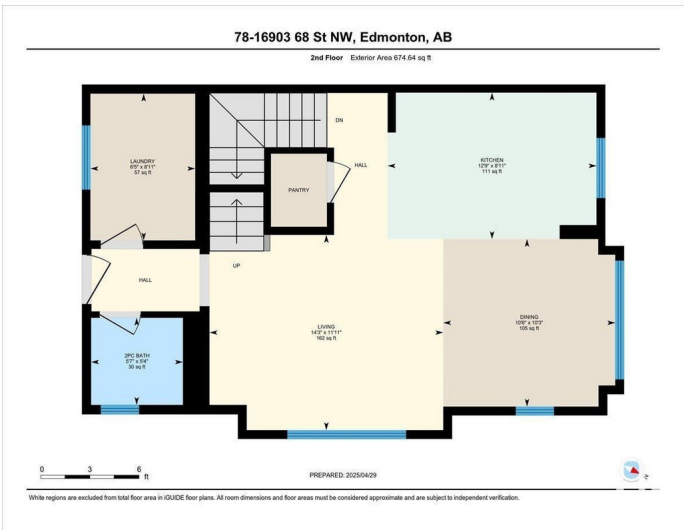 78-16903 68 St NW, Edmonton, AB
2nd Floor Exterior Area 674.64 sq ft
LAUNDRY
6'5" x 8'11"
57 sq ft
DN
HALL
KITCHEN
12'9" x 8'11"
111 sq ft
PANTRY
HALL
UP
LIVING
14'3" x 11'11"
162 sq ft
DINING
10'6" x 10'3"
105 sq ft
2PC BATH
5'7" x 5'4"
30 sq ft
0 3 6
ft
PREPARED: 2025/04/29
N
White regions are excluded from total floor area in iGUIDE floor plans. All room dimensions and floor areas must be considered approximate and are subject to independent verification.